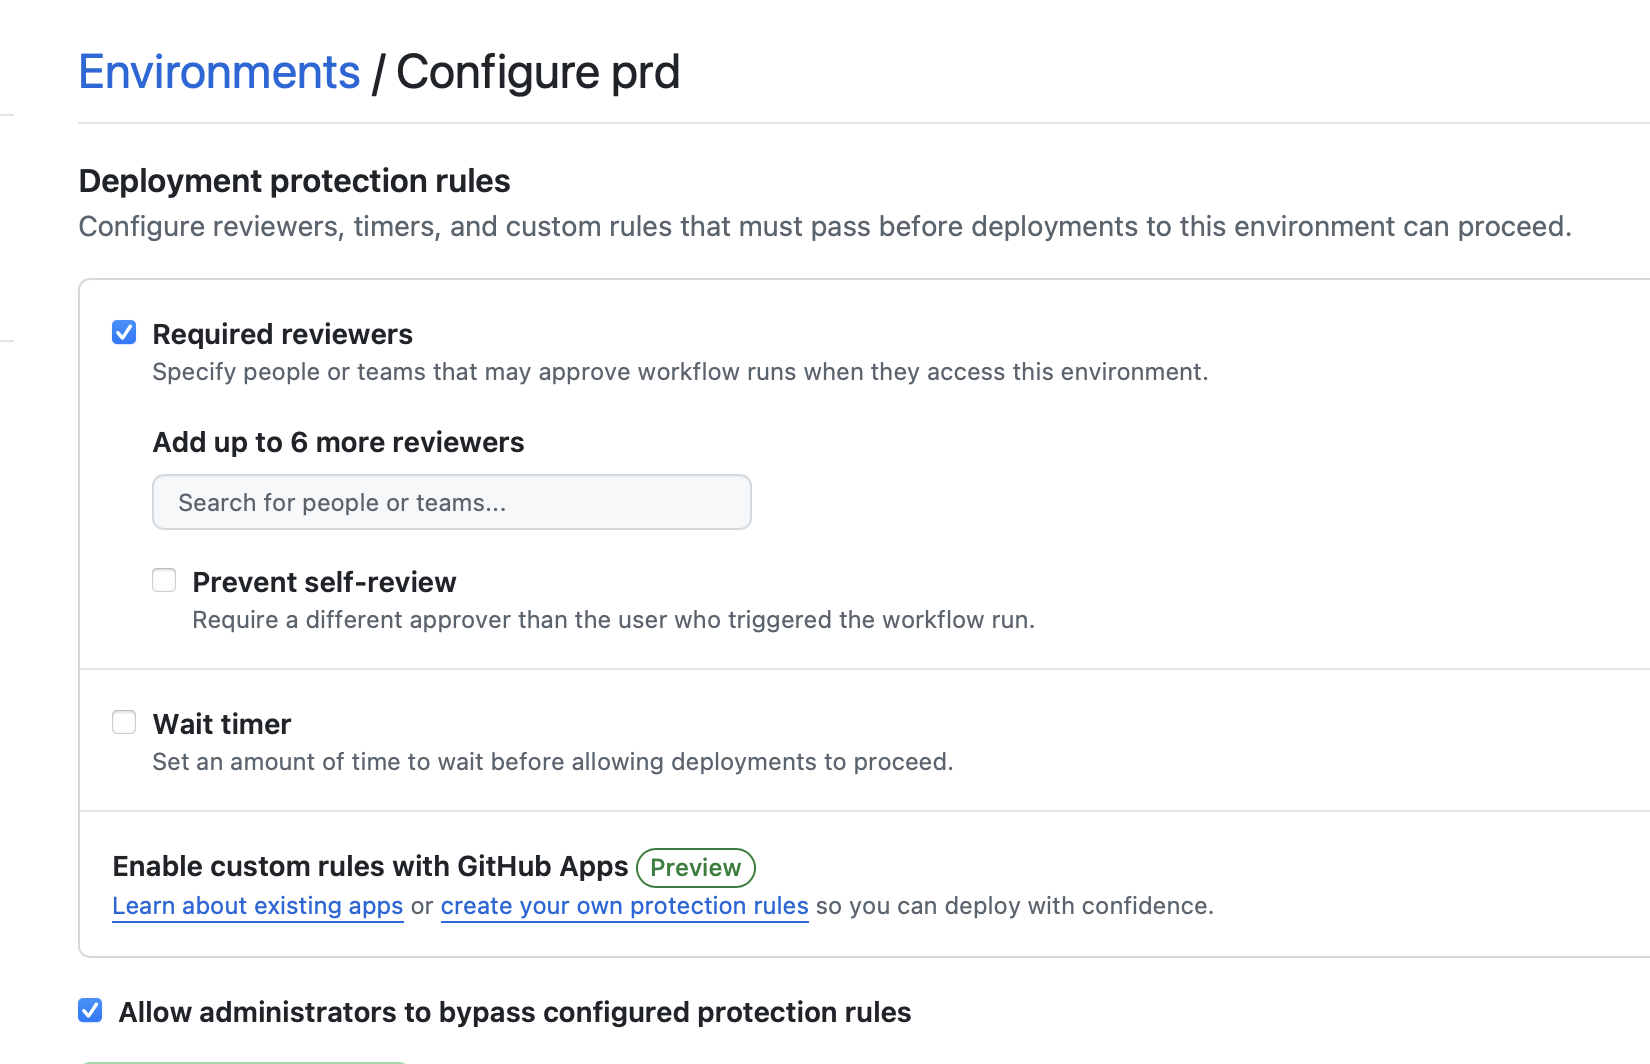 Environments / Configure prd
Deployment protection rules
Configure reviewers, timers, and custom rules that must pass before deployments to this environment can proceed.
Required reviewers
Specify people or teams that may approve workflow runs when they access this environment.
Add up to 6 more reviewers
Search for people or teams...
Prevent self-review
Require a different approver than the user who triggered the workflow run.
Wait timer
Set an amount of time to wait before allowing deployments to proceed.
Enable custom rules with GitHub Apps Preview
Learn about existing apps or create your own protection rules so you can deploy with confidence.
Allow administrators to bypass configured protection rules